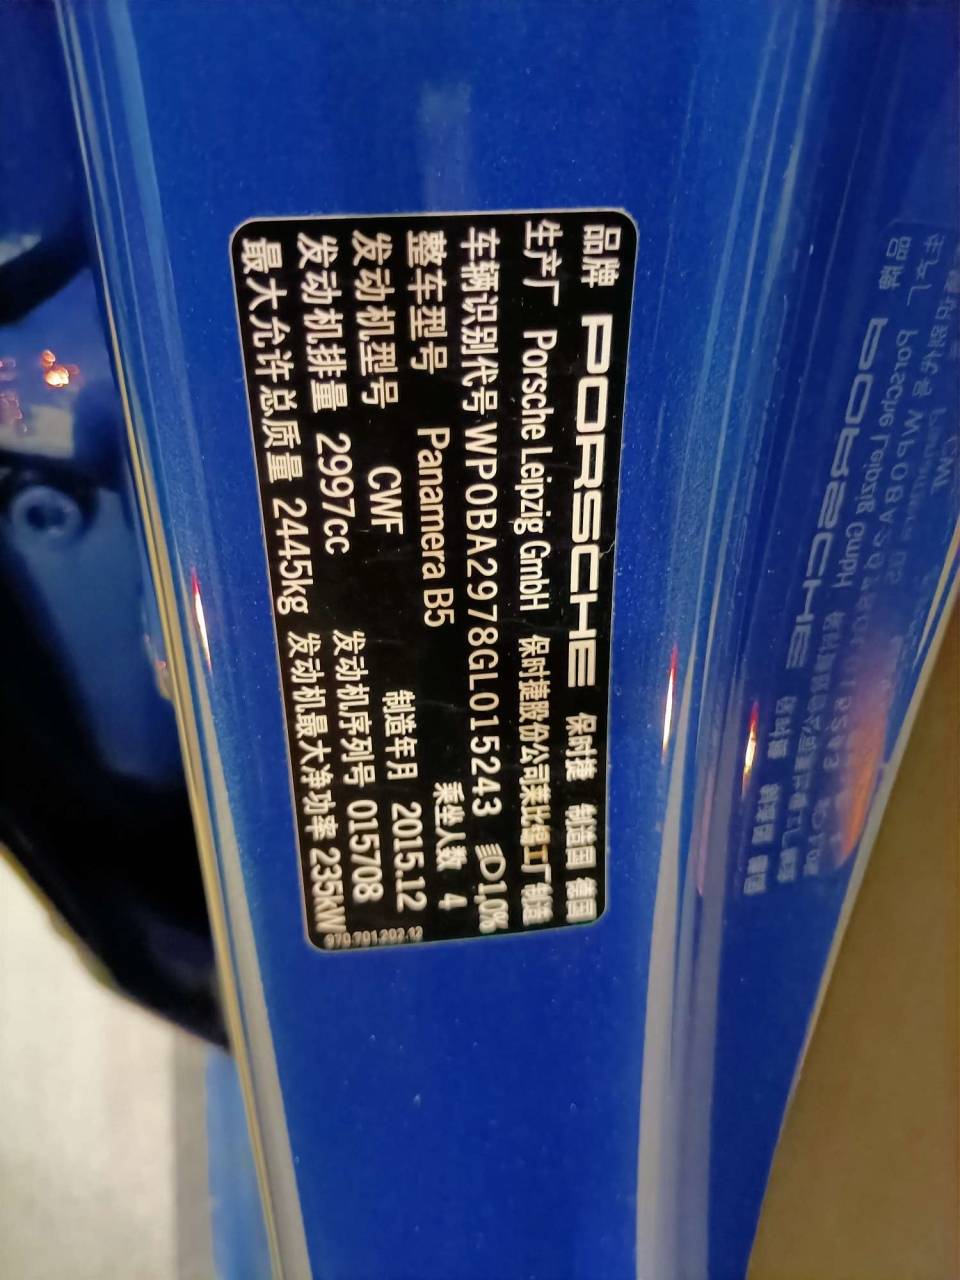 品牌 PORSCHE 保时捷 制造国 德国
生产厂 Porsche Leipzig GmbH 保时捷股份公司莱比锡工厂制造
车辆识别代号 WP0BA2978GL015243 1,0%
整车型号 Panamera B5 乘坐人数 4
发动机型号 CWF 制造年月 2015.12
发动机排量 2997cc 发动机序列号 015708
最大允许总质量 2445kg 发动机最大净功率 235kW
970.701.202.12